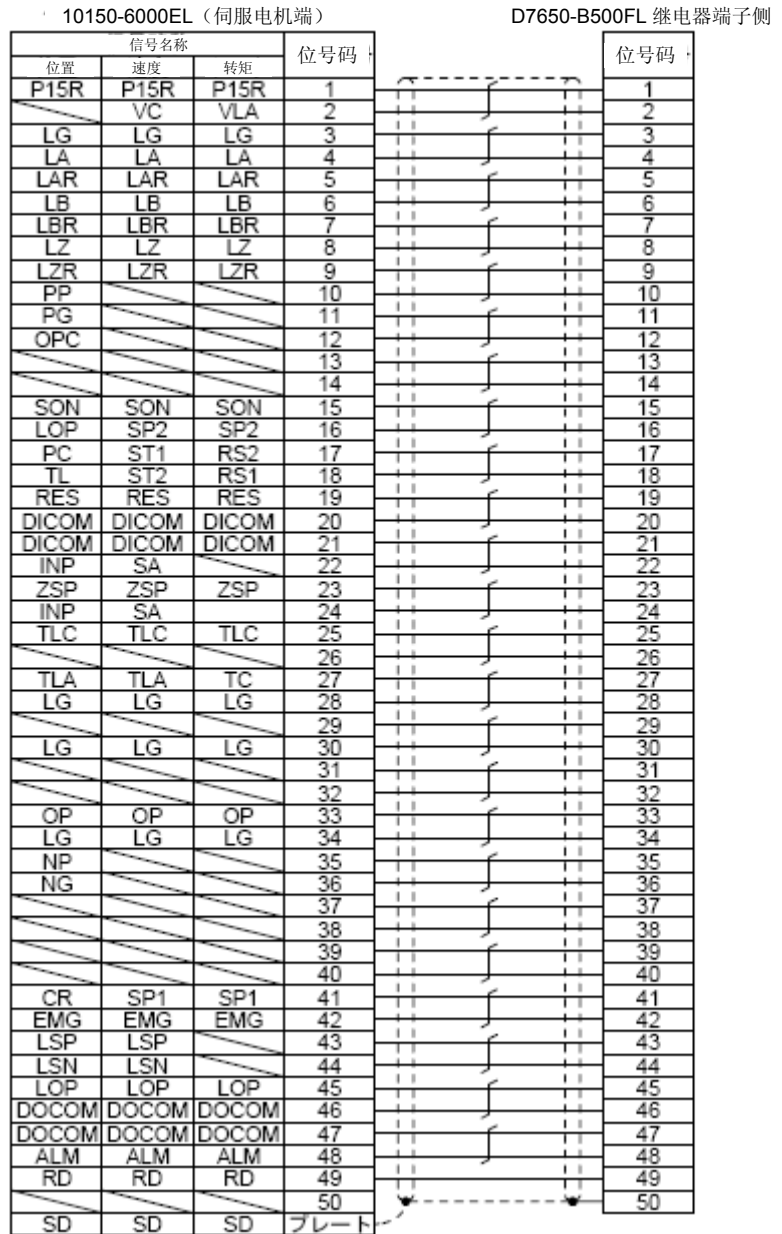 10150-6000EL（伺服电机端） D7650-B500FL 继电器端子侧
信号名称 位号码 位号码
位置 速度 转矩
P15R P15R P15R 1 1
VC VLA 2 2
LG LG LG 3 3
LA LA LA 4 4
LAR LAR LAR 5 5
LB LB LB 6 6
LBR LBR LBR 7 7
LZ LZ LZ 8 8
LZR LZR LZR 9 9
PP 10 10
PG 11 11
OPC 12 12
13 13
14 14
SON SON SON 15 15
LOP SP2 SP2 16 16
PC ST1 RS2 17 17
TL ST2 RS1 18 18
RES RES RES 19 19
DICOM DICOM DICOM 20 20
DICOM DICOM DICOM 21 21
INP SA 22 22
ZSP ZSP ZSP 23 23
INP SA 24 24
TLC TLC TLC 25 25
26 26
TLA TLA TC 27 27
LG LG LG 28 28
29 29
LG LG LG 30 30
31 31
32 32
OP OP OP 33 33
LG LG LG 34 34
NP 35 35
NG 36 36
37 37
38 38
39 39
40 40
CR SP1 SP1 41 41
EMG EMG EMG 42 42
LSP LSP 43 43
LSN LSN 44 44
LOP LOP LOP 45 45
DOCOM DOCOM DOCOM 46 46
DOCOM DOCOM DOCOM 47 47
ALM ALM ALM 48 48
RD RD RD 49 49
50 50
SD SD SD プレート